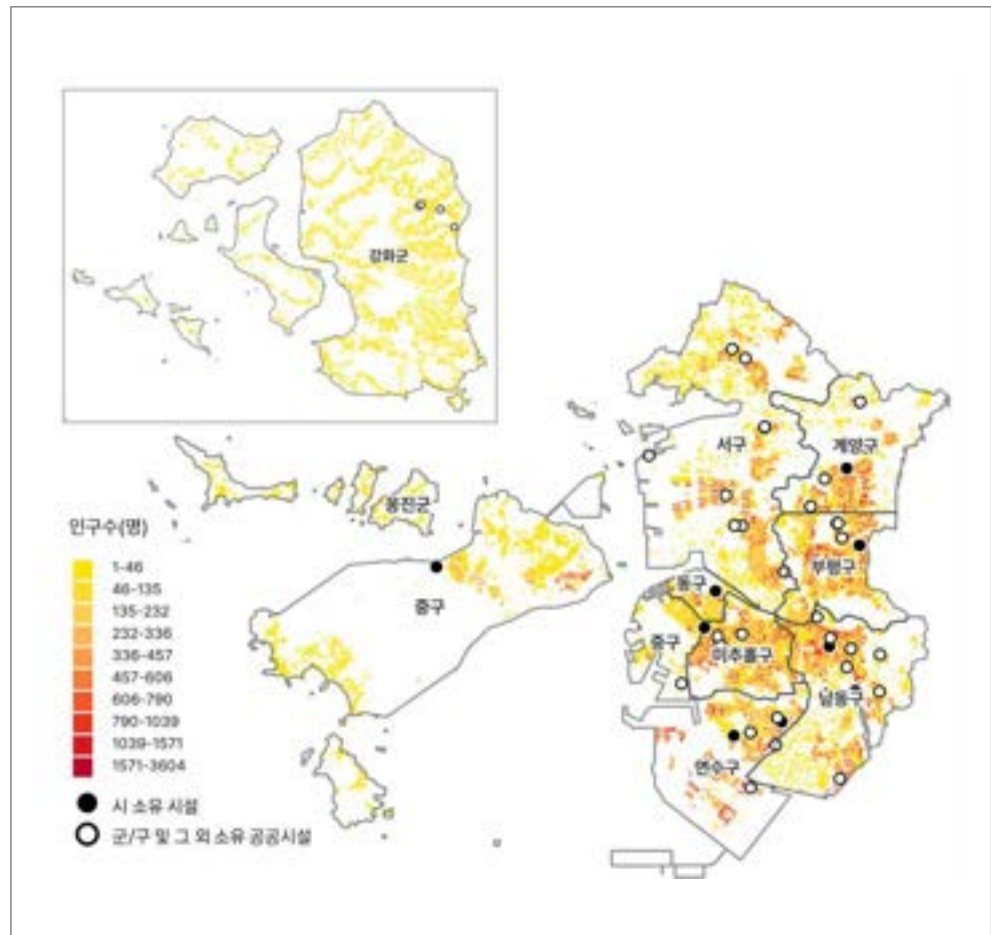 강화군
서구
계양구
옹진군
인구수(명)
1-46
46-135
135-232
232-336
336-457
457-606
606-790
790-1039
1039-1571
1571-3604
중구
부평구
동구
중구
미추홀구
남동구
연수구
시 소유 시설
군/구 및 그 외 소유 공공시설